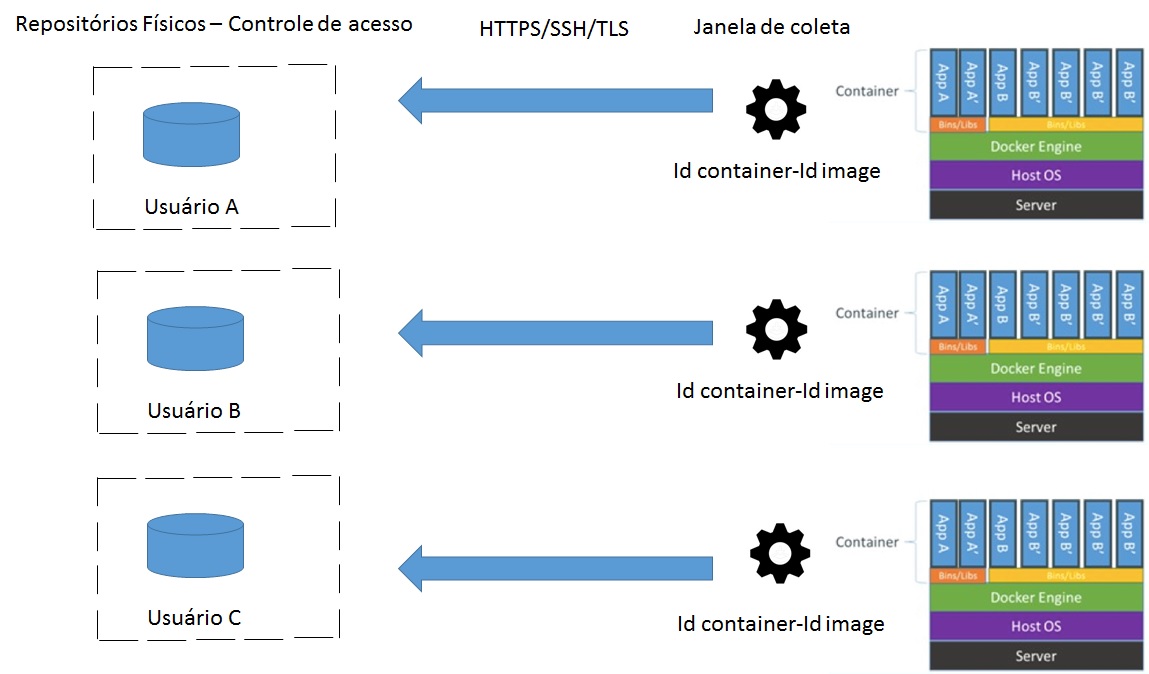 Repositórios Físicos – Controle de acesso
HTTPS/SSH/TLS
Janela de coleta
Usuário A
Id container-Id image
Container
App A
App A'
App B
App B'
App B'
App B'
App B'
Bins/Libs
Bins/Libs
Docker Engine
Host OS
Server
Usuário B
Id container-Id image
Container
App A
App A'
App B
App B'
App B'
App B'
App B'
Bins/Libs
Bins/Libs
Docker Engine
Host OS
Server
Usuário C
Id container-Id image
Container
App A
App A'
App B
App B'
App B'
App B'
App B'
Bins/Libs
Bins/Libs
Docker Engine
Host OS
Server